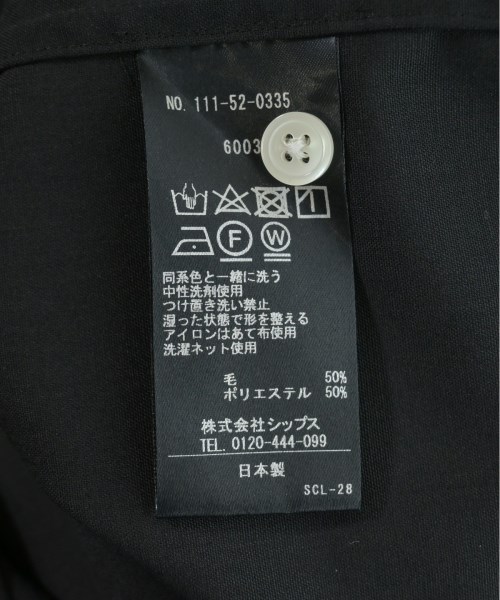 NO. 111-52-0335
6003
F
W
同系色と一緒に洗う
中性洗剤使用
つけ置き洗い禁止
湿った状態で形を整える
アイロンはあて布使用
洗濯ネット使用
毛 50%
ポリエステル 50%
株式会社シップス
TEL. 0120-444-099
日本製
SCL-28